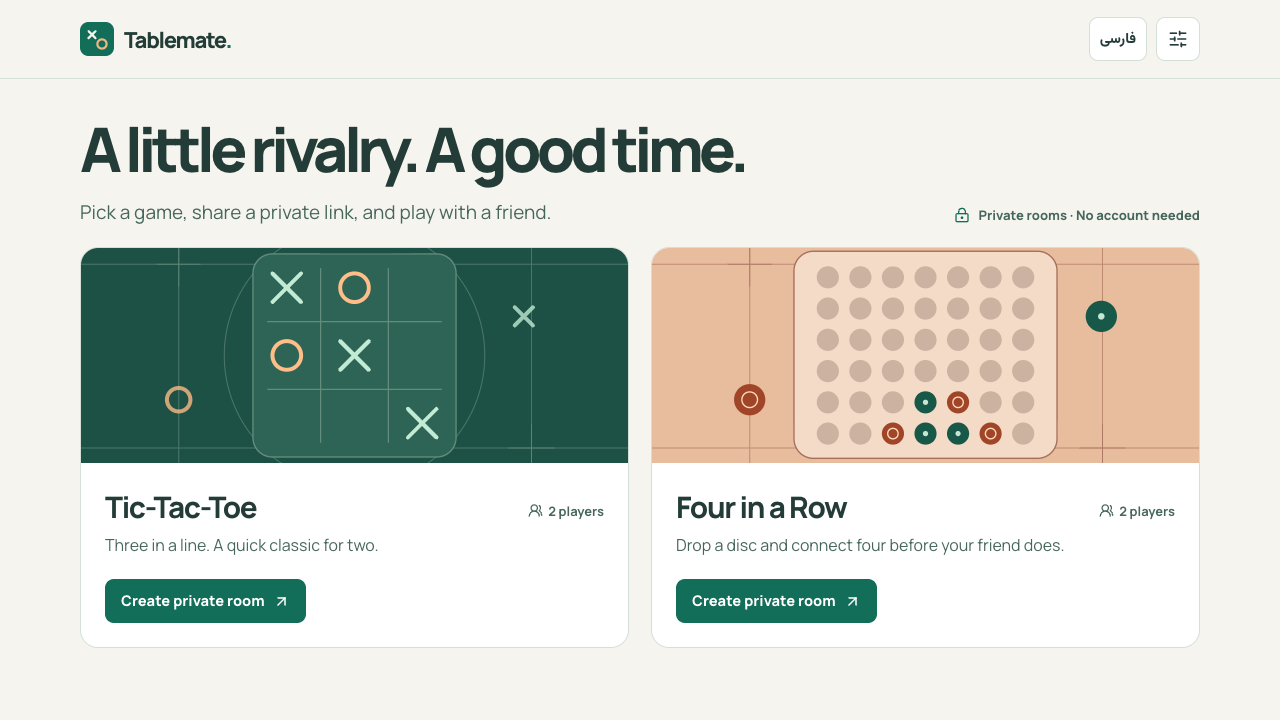 Tablemate.
فارسی
A little rivalry. A good time.
Pick a game, share a private link, and play with a friend.
Private rooms · No account needed
Tic-Tac-Toe
2 players
Three in a line. A quick classic for two.
Create private room
Four in a Row
2 players
Drop a disc and connect four before your friend does.
Create private room